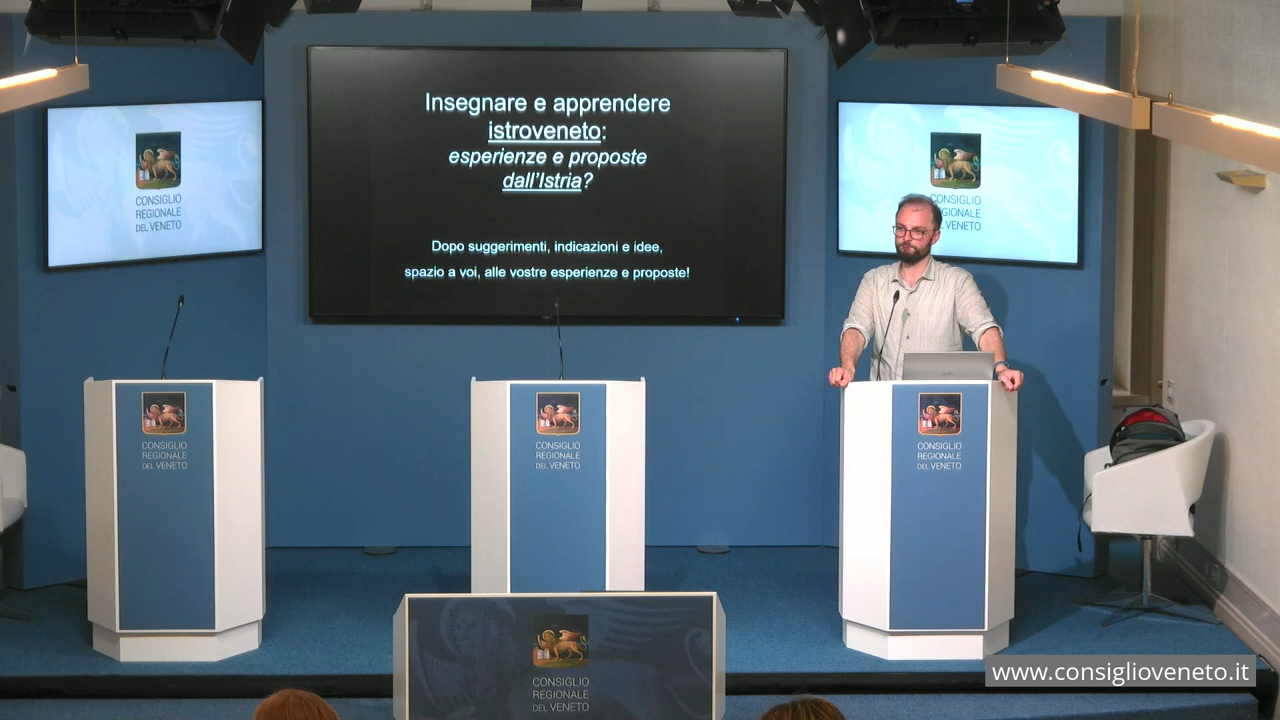 Insegnare e apprendere
istroveneto:
esperienze e proposte
dall'Istria?
Dopo suggerimenti, indicazioni e idee,
spazio a voi, alle vostre esperienze e proposte!
CONSIGLIO
REGIONALE
DEL VENETO
CONSIGLIO
REGIONALE
DEL VENETO
CONSIGLIO
REGIONALE
DEL VENETO
CONSIGLIO
REGIONALE
DEL VENETO
CONSIGLIO
REGIONALE
DEL VENETO
CONSIGLIO
REGIONALE
DEL VENETO
www.consiglioveneto.it